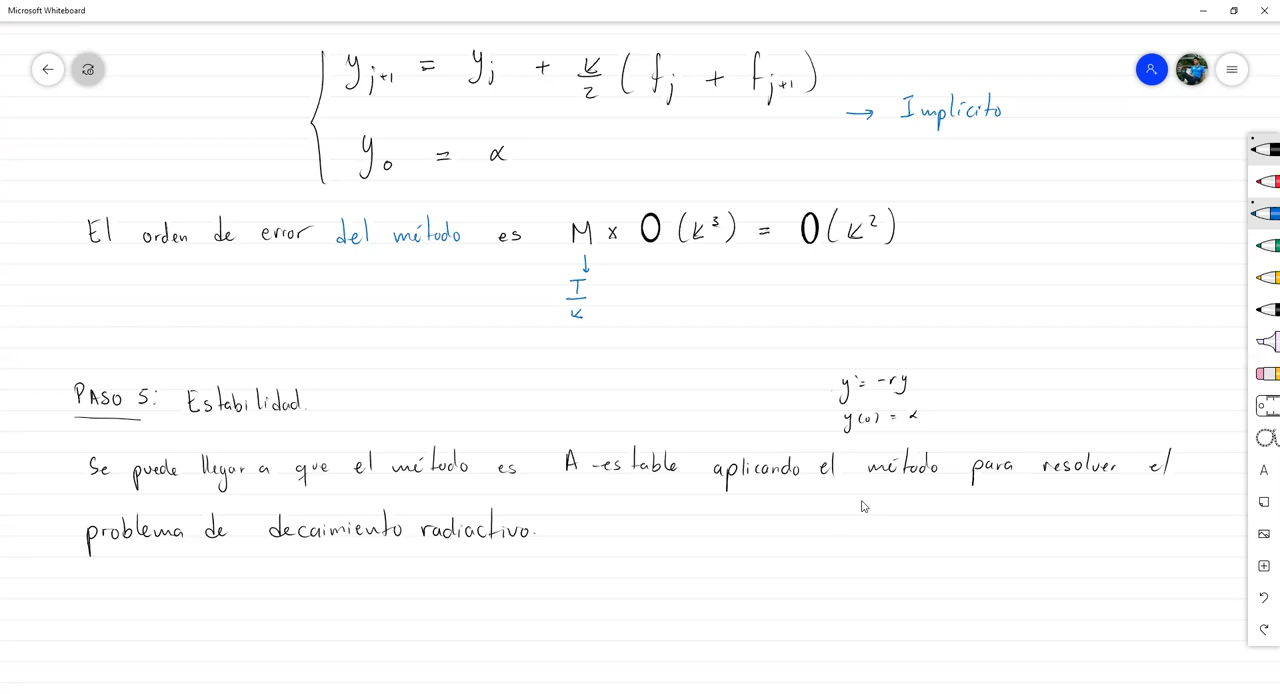 Microsoft Whiteboard
y_{j+1} = y_j + k/2 ( f_j + f_{j+1} )
→ Implícito
y_0 = α
El orden de error del método es M × O(k³) = O(k²)
↓
T/k
PASO 5: Estabilidad.
y' = -ry
y(0) = α
Se puede llegar a que el método es A-estable aplicando el método para resolver el
problema de decaimiento radiactivo.
A